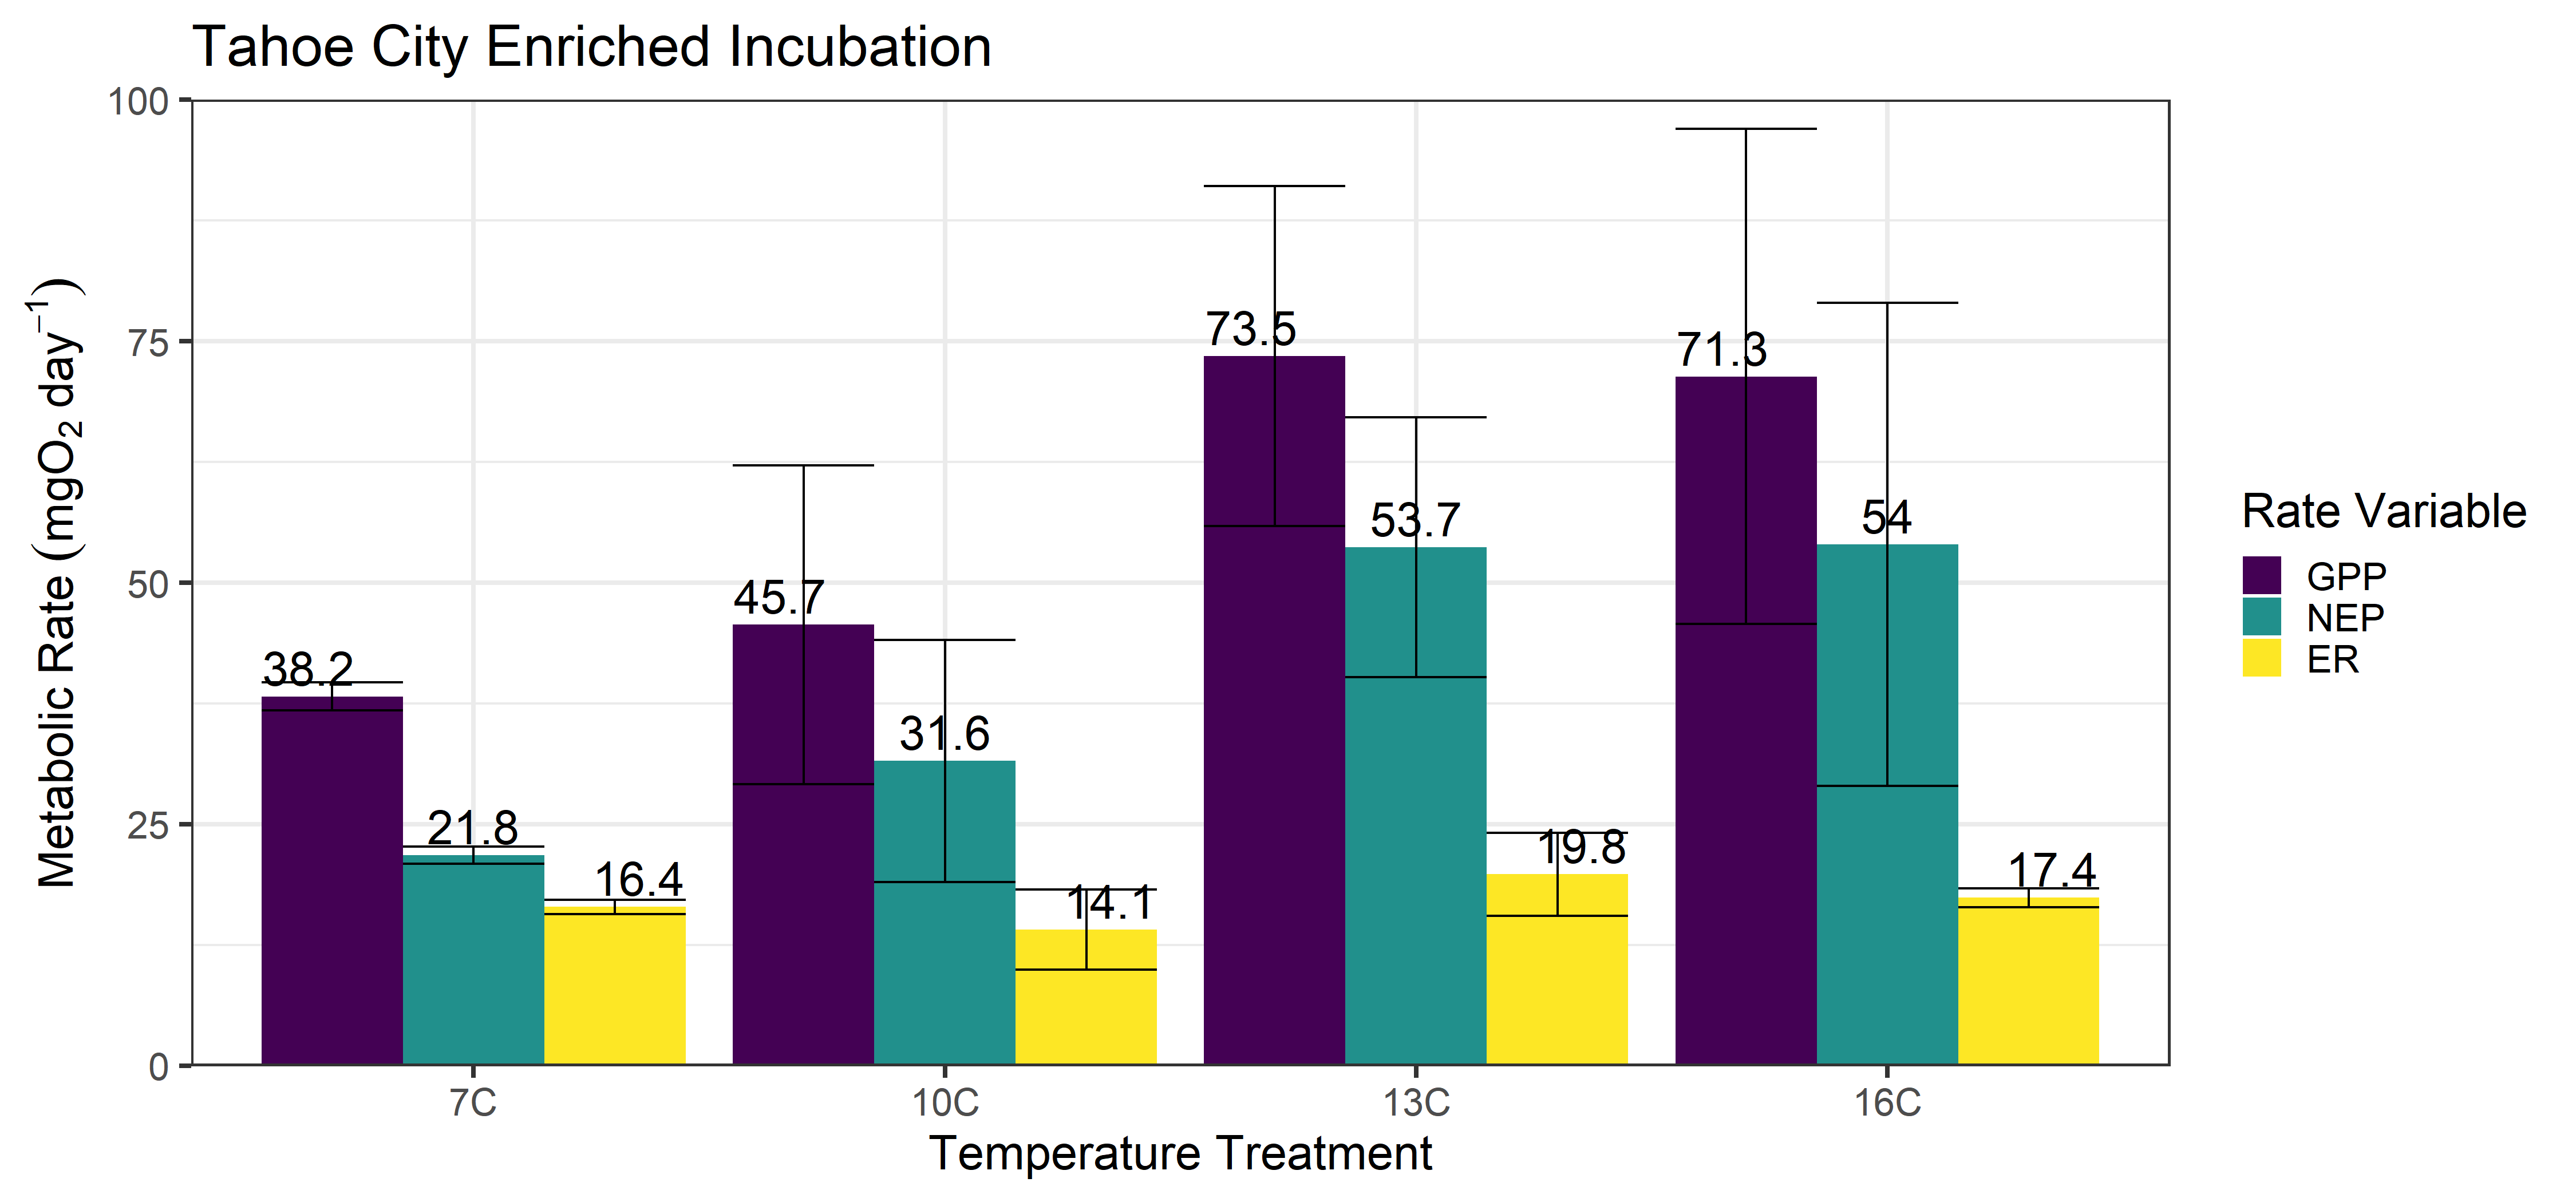 Tahoe City Enriched Incubation
Metabolic Rate (mgO₂ day⁻¹)
100
75
50
25
0
38.2
21.8
16.4
45.7
31.6
14.1
73.5
53.7
19.8
71.3
54
17.4
7C
10C
13C
16C
Temperature Treatment
Rate Variable
GPP
NEP
ER